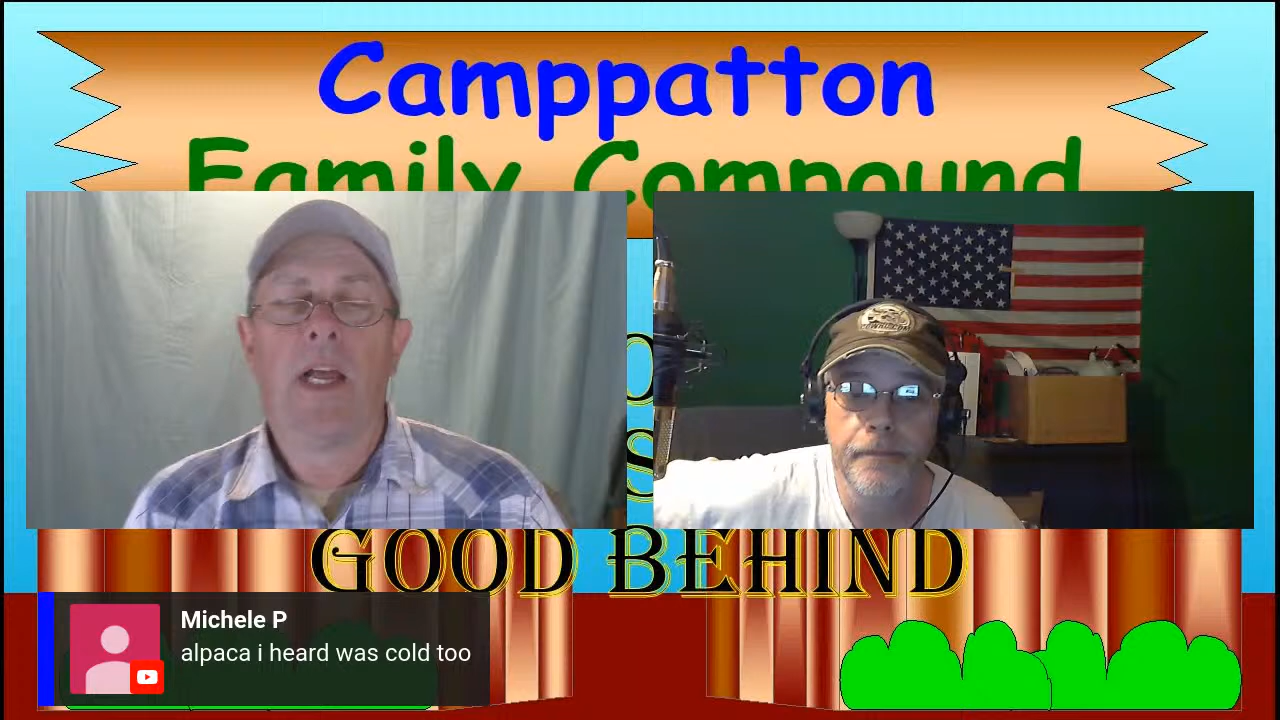 Camppatton
Family Compound
GOOD BEHIND
Michele P
alpaca i heard was cold too